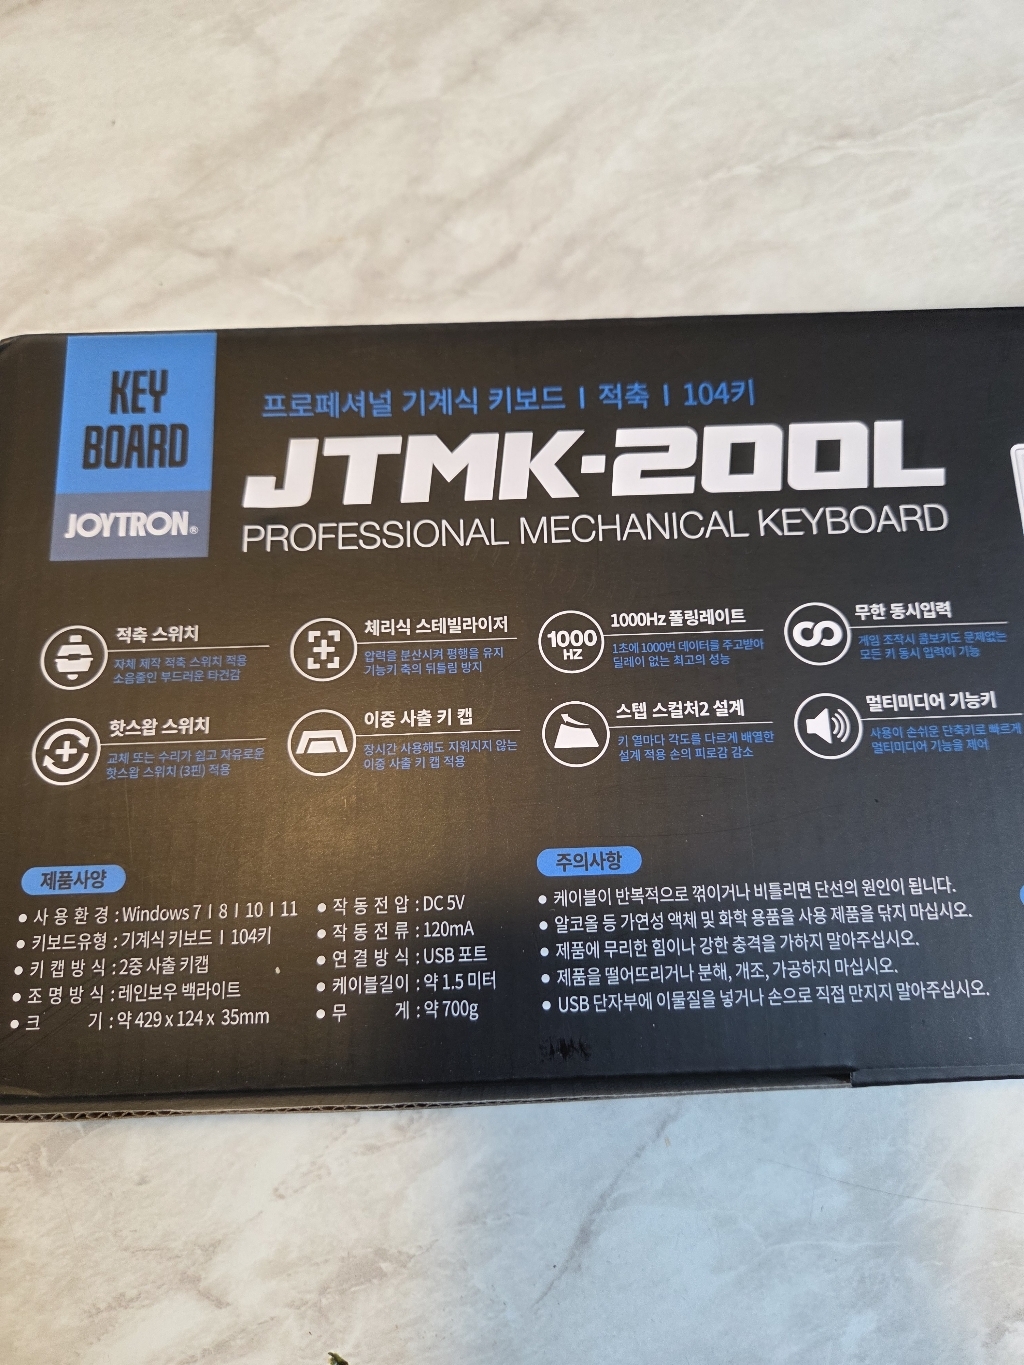 KEY
BOARD
JOYTRON®
프로페셔널 기계식 키보드 | 적축 | 104키
JTMK-200L
PROFESSIONAL MECHANICAL KEYBOARD
적축 스위치
자체 제작 적축 스위치 적용
소음줄인 부드러운 타건감
체리식 스테빌라이저
압력을 분산시켜 평행을 유지
기능키 축의 뒤틀림 방지
1000
HZ
1000Hz 폴링레이트
1초에 1000번 데이터를 주고받아
딜레이 없는 최고의 성능
무한 동시입력
게임 조작시 콤보키도 문제없는
모든 키 동시 입력이 가능
핫스왑 스위치
교체 또는 수리가 쉽고 자유로운
핫스왑 스위치 (3핀) 적용
이중 사출 키 캡
장시간 사용해도 지워지지 않는
이중 사출 키 캡 적용
스텝 스컬처2 설계
키 열마다 각도를 다르게 배열한
설계 적용 손의 피로감 감소
멀티미디어 기능키
사용이 손쉬운 단축키로 빠르게
멀티미디어 기능을 제어
제품사양
● 사 용 환 경 : Windows 7 | 8 | 10 | 11
● 키보드유형 : 기계식 키보드 | 104키
● 키 캡 방 식 : 2중 사출 키캡
● 조 명 방 식 : 레인보우 백라이트
● 크 기 : 약 429 x 124 x 35mm
● 작 동 전 압 : DC 5V
● 작 동 전 류 : 120mA
● 연 결 방 식 : USB 포트
● 케이블길이 : 약 1.5 미터
● 무 게 : 약 700g
주의사항
● 케이블이 반복적으로 꺾이거나 비틀리면 단선의 원인이 됩니다.
● 알코올 등 가연성 액체 및 화학 용품을 사용 제품을 닦지 마십시오.
● 제품에 무리한 힘이나 강한 충격을 가하지 말아주십시오.
● 제품을 떨어뜨리거나 분해, 개조, 가공하지 마십시오.
● USB 단자부에 이물질을 넣거나 손으로 직접 만지지 말아주십시오.